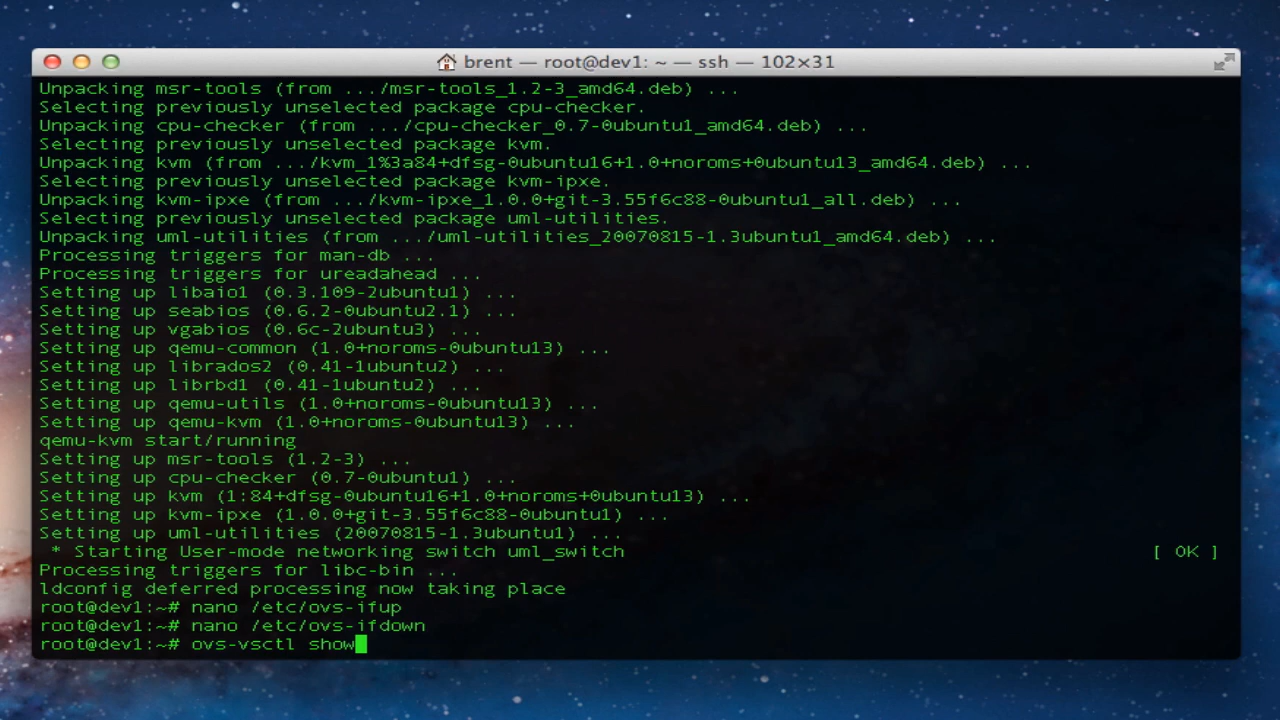 brent — root@dev1: ~ — ssh — 102×31
Unpacking msr-tools (from .../msr-tools_1.2-3_amd64.deb) ...
Selecting previously unselected package cpu-checker.
Unpacking cpu-checker (from .../cpu-checker_0.7-0ubuntu1_amd64.deb) ...
Selecting previously unselected package kvm.
Unpacking kvm (from .../kvm_1%3a84+dfsg-0ubuntu16+1.0+noroms+0ubuntu13_amd64.deb) ...
Selecting previously unselected package kvm-ipxe.
Unpacking kvm-ipxe (from .../kvm-ipxe_1.0.0+git-3.55f6c88-0ubuntu1_all.deb) ...
Selecting previously unselected package uml-utilities.
Unpacking uml-utilities (from .../uml-utilities_20070815-1.3ubuntu1_amd64.deb) ...
Processing triggers for man-db ...
Processing triggers for ureadahead ...
Setting up libaio1 (0.3.109-2ubuntu1) ...
Setting up seabios (0.6.2-0ubuntu2.1) ...
Setting up vgabios (0.6c-2ubuntu3) ...
Setting up qemu-common (1.0+noroms-0ubuntu13) ...
Setting up librados2 (0.41-1ubuntu2) ...
Setting up librbd1 (0.41-1ubuntu2) ...
Setting up qemu-utils (1.0+noroms-0ubuntu13) ...
Setting up qemu-kvm (1.0+noroms-0ubuntu13) ...
qemu-kvm start/running
Setting up msr-tools (1.2-3) ...
Setting up cpu-checker (0.7-0ubuntu1) ...
Setting up kvm (1:84+dfsg-0ubuntu16+1.0+noroms+0ubuntu13) ...
Setting up kvm-ipxe (1.0.0+git-3.55f6c88-0ubuntu1) ...
Setting up uml-utilities (20070815-1.3ubuntu1) ...
 * Starting User-mode networking switch uml_switch [ OK ]
Processing triggers for libc-bin ...
ldconfig deferred processing now taking place
root@dev1:~# nano /etc/ovs-ifup
root@dev1:~# nano /etc/ovs-ifdown
root@dev1:~# ovs-vsctl show